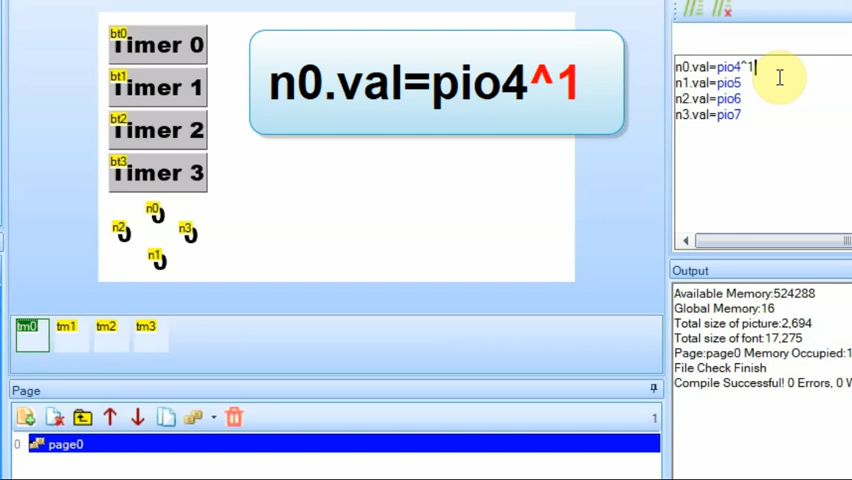 bt0
Timer 0
bt1
Timer 1
bt2
Timer 2
bt3
Timer 3
n0
n2
n3
n1
n0.val=pio4^1
n0.val=pio4^1
n1.val=pio5
n2.val=pio6
n3.val=pio7
tm0 tm1 tm2 tm3
Output
Available Memory:524288
Global Memory:16
Total size of picture:2,694
Total size of font:17,275
Page:page0 Memory Occupied:1
File Check Finish
Compile Successful! 0 Errors, 0 W
Page
1
0 page0